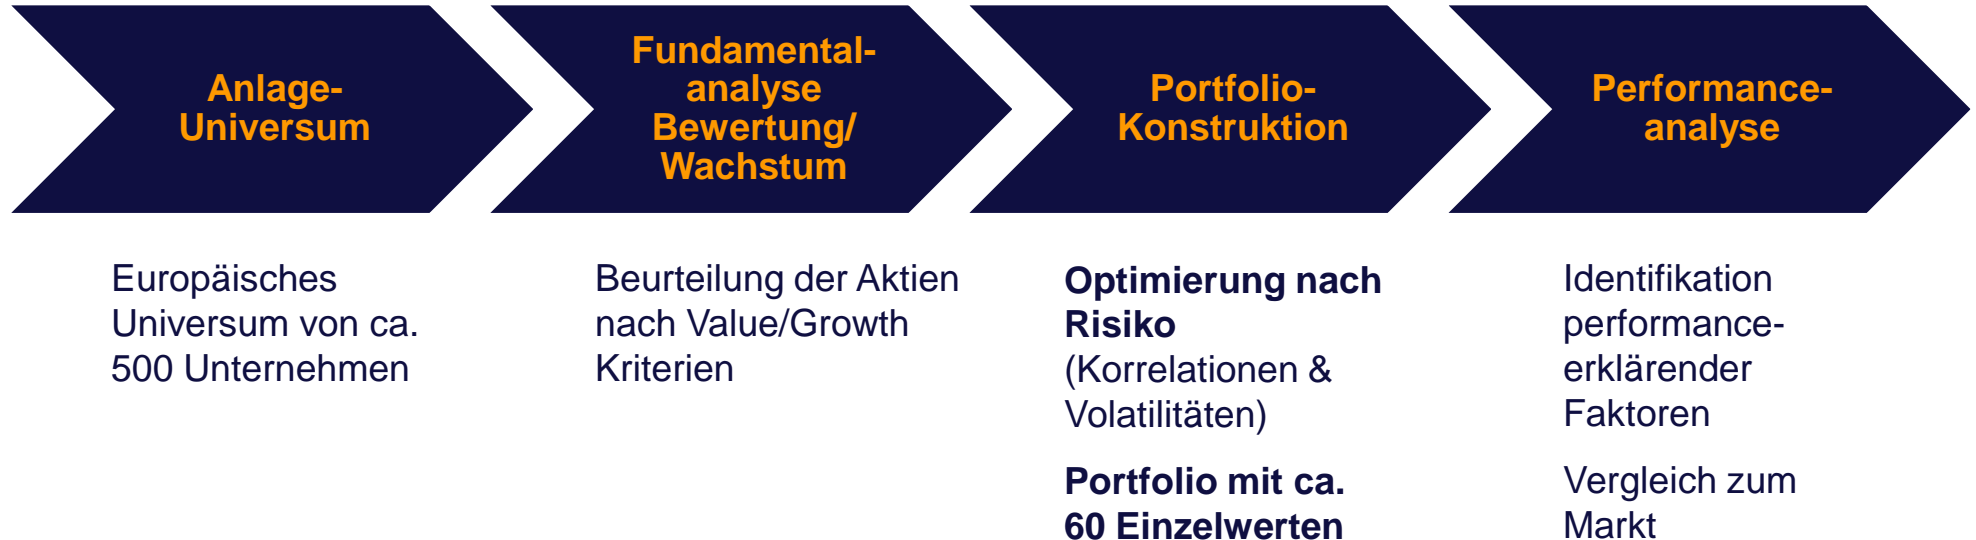 Anlage-
Universum
Fundamental-
analyse
Bewertung/
Wachstum
Portfolio-
Konstruktion
Performance-
analyse
Europäisches
Universum von ca.
500 Unternehmen
Beurteilung der Aktien
nach Value/Growth
Kriterien
Optimierung nach
Risiko
(Korrelationen &
Volatilitäten)
Portfolio mit ca.
60 Einzelwerten
Identifikation
performance-
erklärender
Faktoren
Vergleich zum
Markt